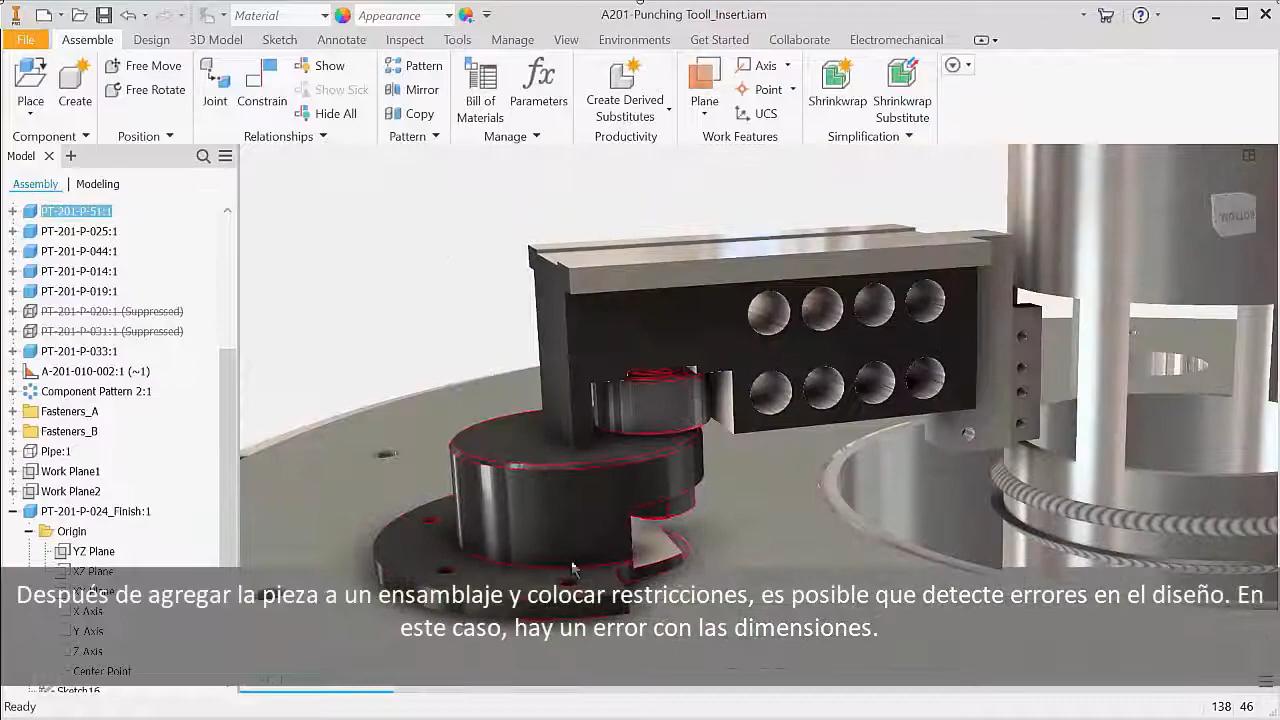 PRO
Material
Appearance
A201-Punching Tool_Insert.iam
File
Assemble
Design
3D Model
Sketch
Annotate
Inspect
Tools
Manage
View
Environments
Get Started
Collaborate
Electromechanical
Place
Create
Component
Free Move
Free Rotate
Position
Joint
Constrain
Show
Show Sick
Hide All
Relationships
Pattern
Mirror
Copy
Pattern
Bill of
Materials
fx
Parameters
Manage
Create Derived
Substitutes
Productivity
Plane
Axis
Point
UCS
Work Features
Shrinkwrap
Shrinkwrap
Substitute
Simplification
Model
Assembly
Modeling
PT-201-P-51:1
PT-201-P-025:1
PT-201-P-044:1
PT-201-P-014:1
PT-201-P-019:1
PT-201-P-020:1 (Suppressed)
PT-201-P-031:1 (Suppressed)
PT-201-P-033:1
A-201-010-002:1 (~1)
Component Pattern 2:1
Fasteners_A
Fasteners_B
Pipe:1
Work Plane1
Work Plane2
PT-201-P-024_Finish:1
Origin
YZ Plane
XZ Plane
X Axis
Y Axis
Z Axis
Center Point
Sketch16
BOTTOM
Después de agregar la pieza a un ensamblaje y colocar restricciones, es posible que detecte errores en el diseño. En
este caso, hay un error con las dimensiones.
Ready
138 46